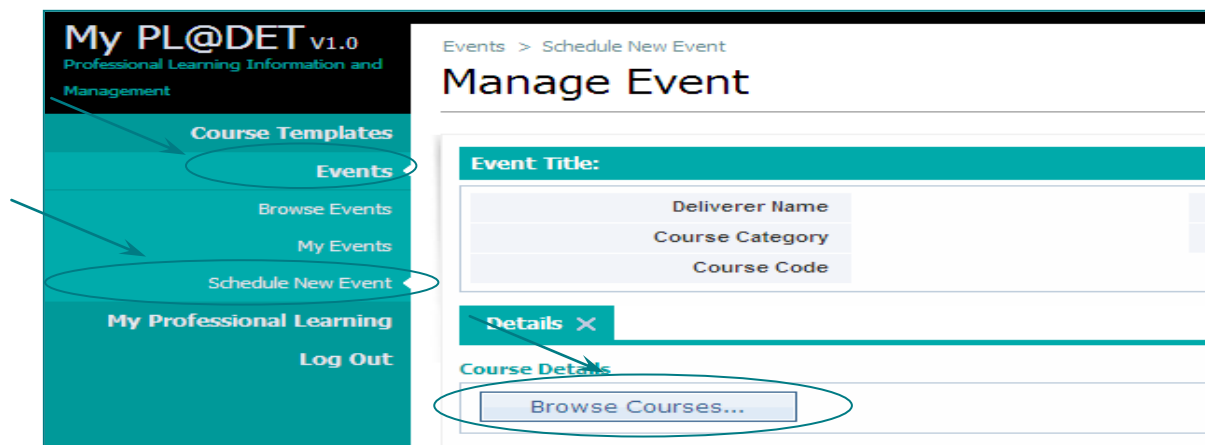 My PL@DET V1.0
Professional Learning Information and
Management
Course Templates
Events
Browse Events
My Events
Schedule New Event
My Professional Learning
Log Out
Events > Schedule New Event
Manage Event
Event Title:
Deliverer Name
Course Category
Course Code
Details
Course Details
Browse Courses...